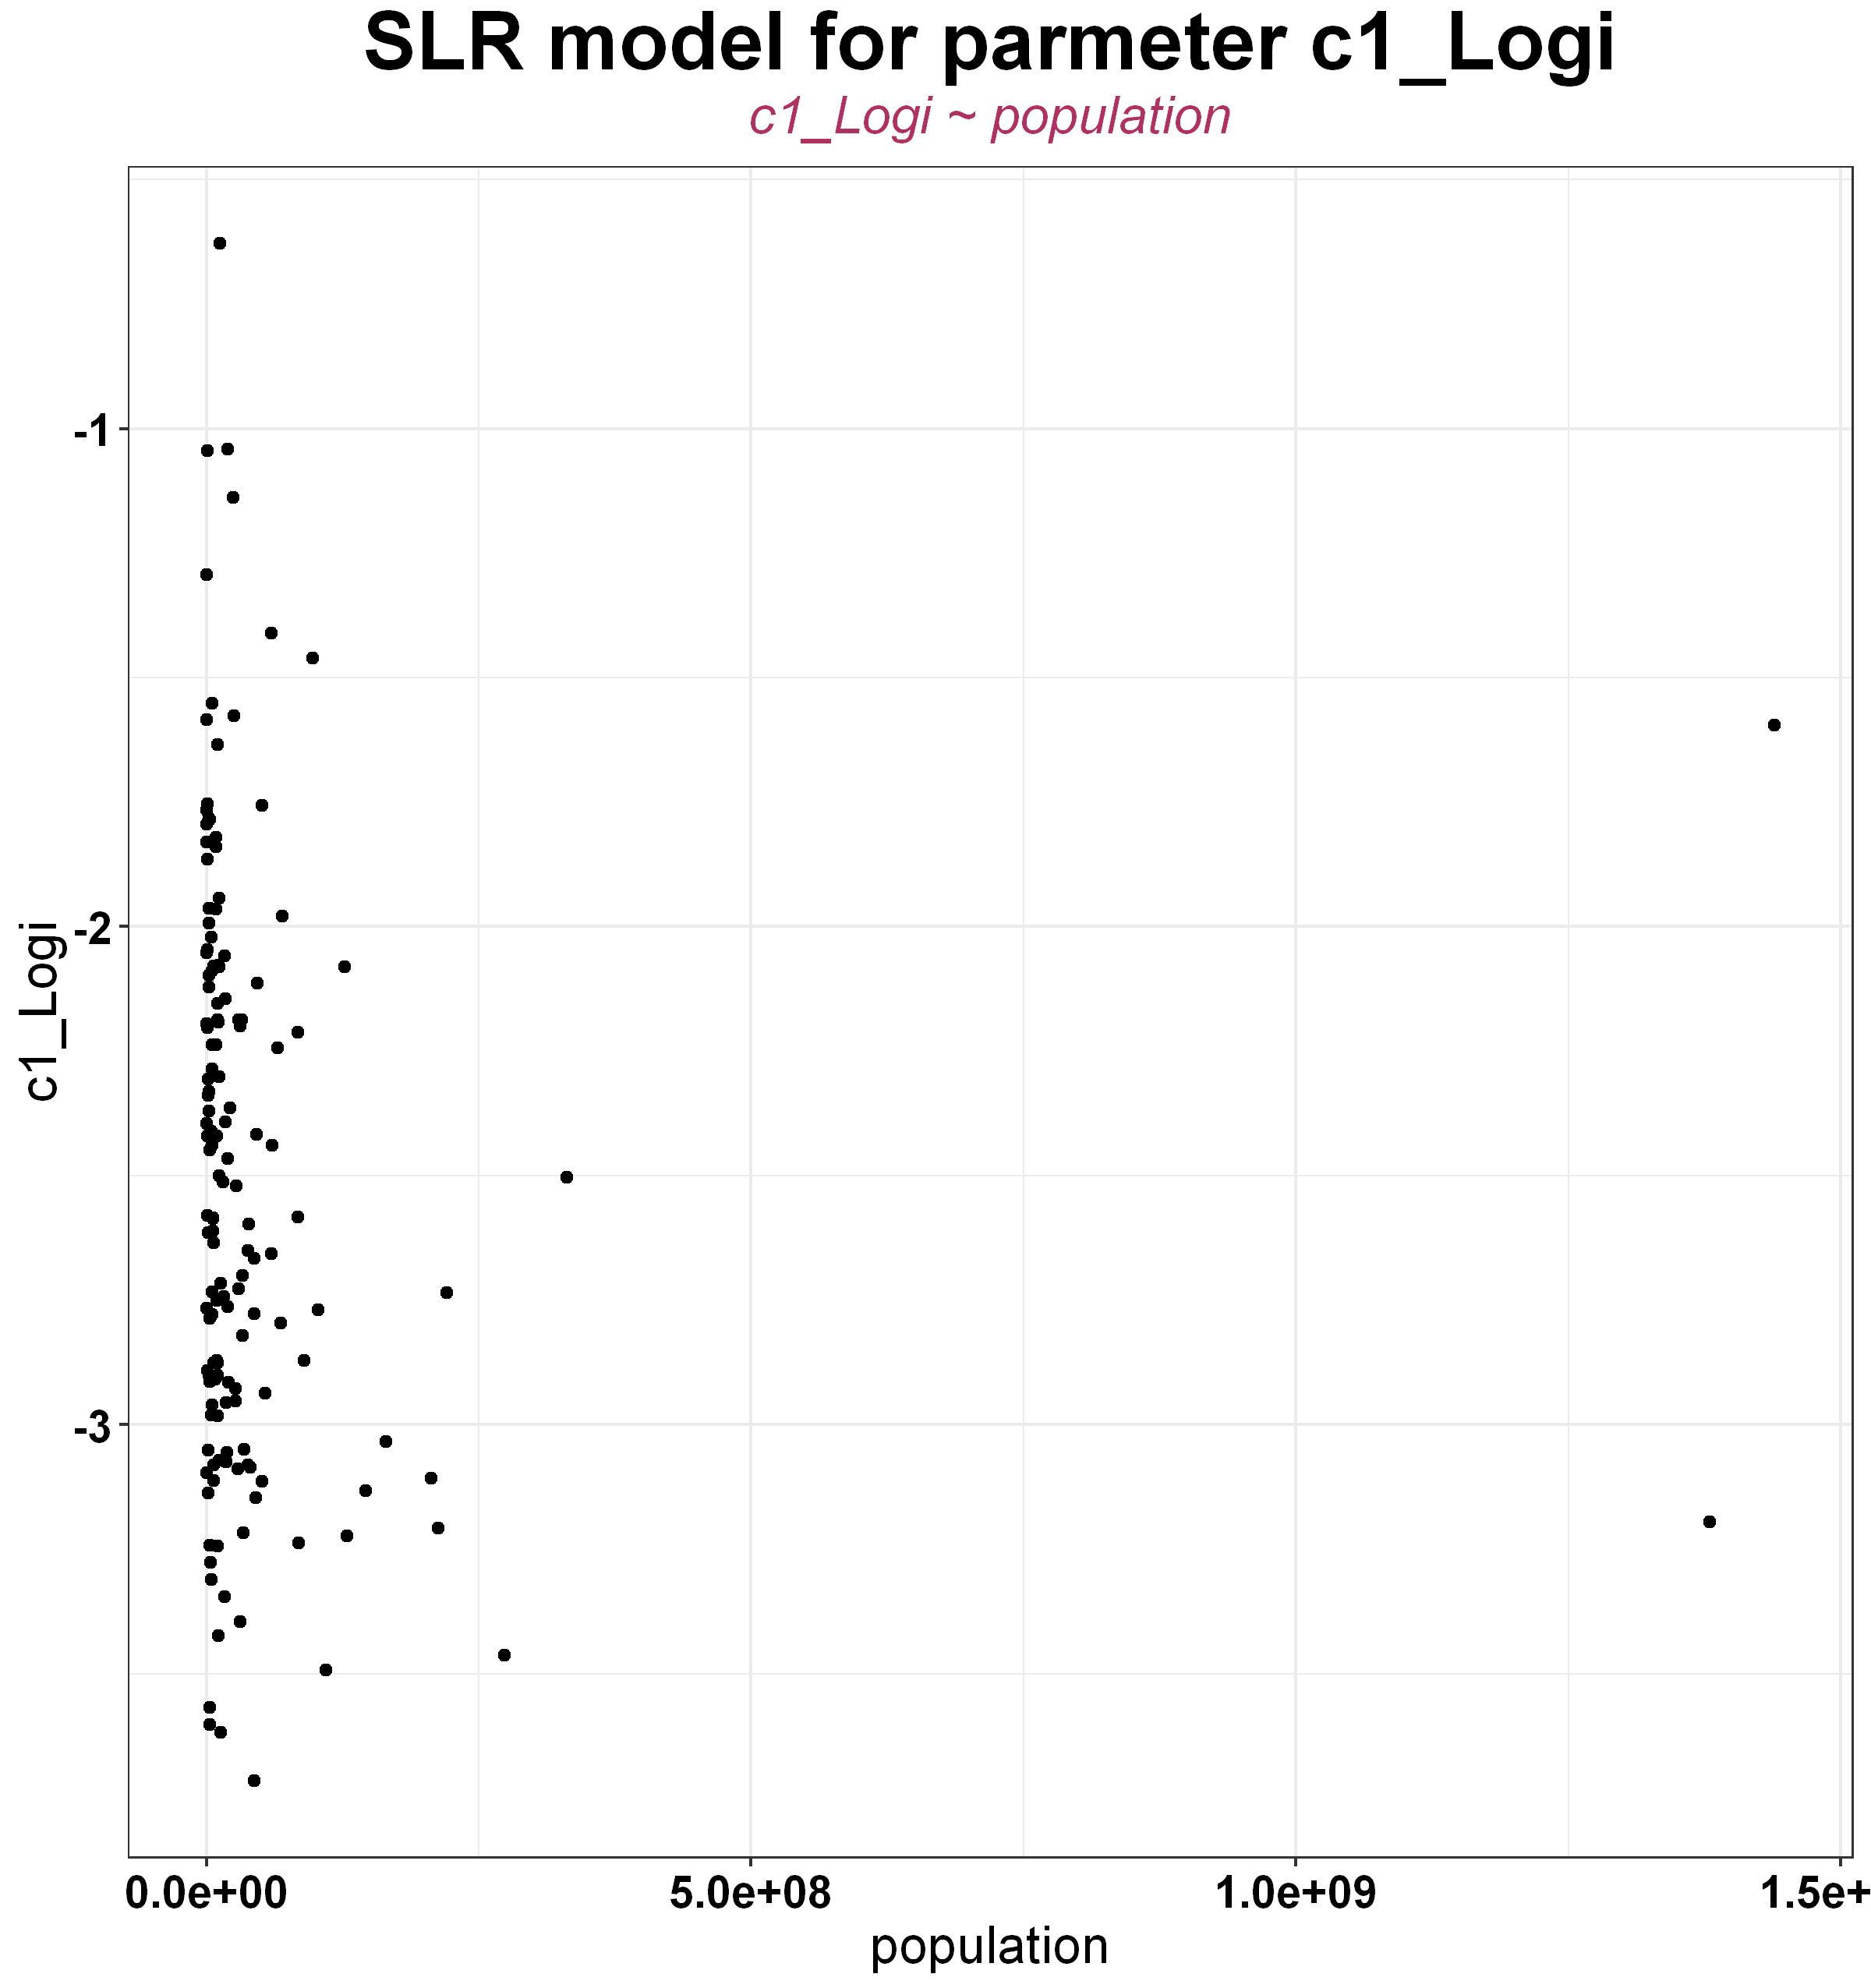 SLR model for parmeter c1_Logi
c1_Logi ~ population
-1
-2
-3
c1_Logi
0.0e+00
5.0e+08
1.0e+09
1.5e+
population